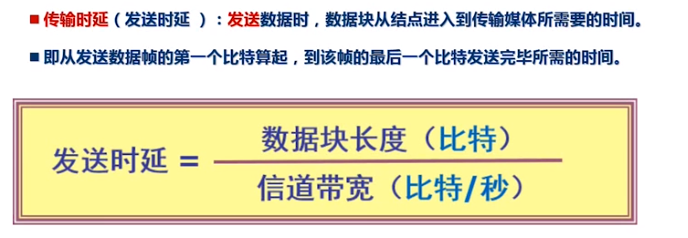 ■ 传输时延（发送时延 ）：发送数据时，数据块从结点进入到传输媒体所需要的时间。
■ 即从发送数据帧的第一个比特算起，到该帧的最后一个比特发送完毕所需的时间。
发送时延 =
数据块长度（比特）
信道带宽（比特/秒）